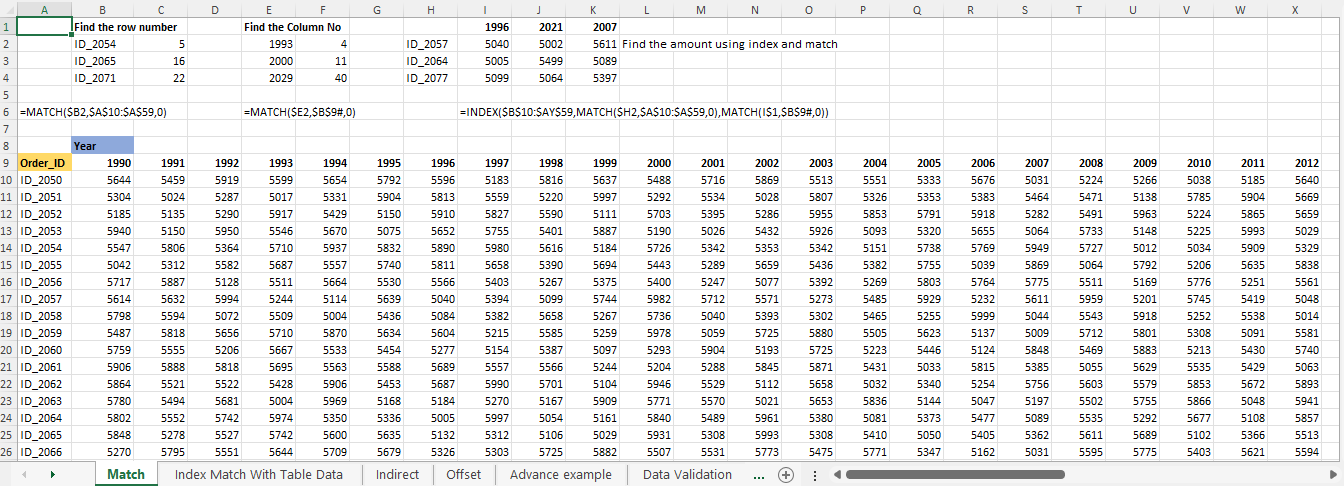 A B C D E F G H I J K L M N O P Q R S T U V W X
1 Find the row number Find the Column No 1996 2021 2007
2 ID_2054 5 1993 4 ID_2057 5040 5002 5611 Find the amount using index and match
3 ID_2065 16 2000 11 ID_2064 5005 5499 5089
4 ID_2071 22 2029 40 ID_2077 5099 5064 5397
5
6 =MATCH($B2,$A$10:$A$59,0) =MATCH($E2,$B$9#,0) =INDEX($B$10:$AY$59,MATCH($H2,$A$10:$A$59,0),MATCH(I$1,$B$9#,0))
7
8 Year
9 Order_ID 1990 1991 1992 1993 1994 1995 1996 1997 1998 1999 2000 2001 2002 2003 2004 2005 2006 2007 2008 2009 2010 2011 2012
10 ID_2050 5644 5459 5919 5599 5654 5792 5596 5183 5816 5637 5488 5716 5869 5513 5551 5333 5676 5031 5224 5266 5038 5185 5640
11 ID_2051 5304 5024 5287 5017 5331 5904 5813 5559 5220 5997 5292 5534 5028 5807 5326 5353 5383 5464 5471 5138 5785 5904 5669
12 ID_2052 5185 5135 5290 5917 5429 5150 5910 5827 5590 5111 5703 5395 5286 5955 5853 5791 5918 5282 5491 5963 5224 5865 5659
13 ID_2053 5940 5150 5950 5546 5670 5075 5652 5755 5401 5887 5190 5026 5432 5926 5093 5320 5655 5064 5733 5148 5225 5993 5029
14 ID_2054 5547 5806 5364 5710 5937 5832 5890 5980 5616 5184 5726 5342 5353 5342 5151 5738 5769 5949 5727 5012 5034 5909 5329
15 ID_2055 5042 5312 5582 5687 5557 5740 5811 5658 5390 5694 5443 5289 5659 5436 5382 5755 5039 5869 5064 5792 5206 5635 5838
16 ID_2056 5717 5887 5128 5511 5664 5530 5566 5403 5267 5375 5400 5247 5077 5392 5269 5803 5764 5775 5511 5169 5776 5251 5561
17 ID_2057 5614 5632 5994 5244 5114 5639 5040 5394 5099 5744 5982 5712 5571 5273 5485 5929 5232 5611 5959 5201 5745 5419 5048
18 ID_2058 5798 5594 5072 5509 5004 5436 5084 5382 5658 5267 5736 5040 5393 5302 5465 5255 5999 5044 5543 5918 5252 5538 5014
19 ID_2059 5487 5818 5656 5710 5870 5634 5604 5215 5585 5259 5978 5059 5725 5880 5505 5623 5137 5009 5712 5801 5308 5091 5581
20 ID_2060 5759 5555 5206 5667 5533 5454 5277 5154 5387 5097 5293 5904 5193 5725 5223 5446 5124 5848 5469 5883 5213 5430 5740
21 ID_2061 5906 5888 5818 5695 5563 5588 5689 5557 5566 5244 5204 5288 5845 5871 5431 5033 5815 5385 5055 5629 5535 5429 5063
22 ID_2062 5864 5521 5522 5428 5906 5453 5687 5990 5701 5104 5946 5529 5112 5658 5032 5340 5254 5756 5603 5579 5853 5672 5893
23 ID_2063 5780 5494 5681 5004 5969 5168 5184 5270 5167 5909 5771 5570 5021 5653 5836 5144 5047 5197 5502 5755 5866 5048 5941
24 ID_2064 5802 5552 5742 5974 5350 5336 5005 5997 5054 5161 5840 5489 5961 5380 5081 5373 5477 5089 5535 5292 5677 5108 5857
25 ID_2065 5848 5278 5527 5742 5600 5635 5132 5312 5106 5029 5931 5308 5993 5308 5410 5050 5405 5362 5611 5689 5102 5366 5513
26 ID_2066 5270 5795 5551 5644 5709 5679 5326 5303 5725 5882 5507 5531 5773 5475 5771 5347 5162 5031 5595 5775 5403 5621 5594
Match Index Match With Table Data Indirect Offset Advance example Data Validation ...